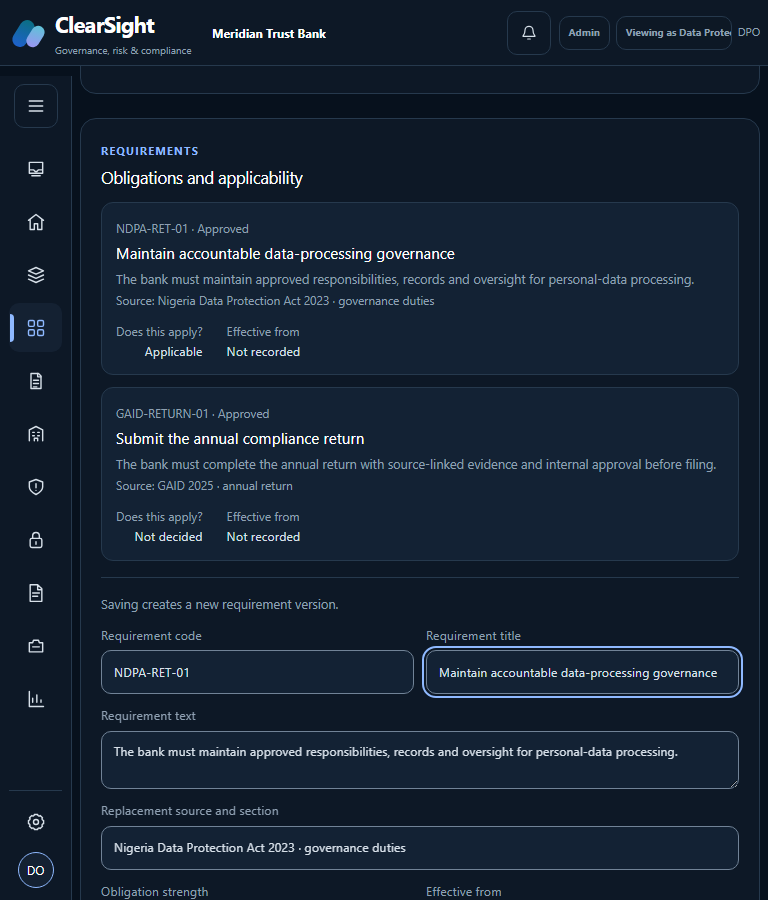 ClearSight
Governance, risk & compliance
Meridian Trust Bank
Admin
Viewing as Data Prote
DPO
REQUIREMENTS
Obligations and applicability
NDPA-RET-01 · Approved
Maintain accountable data-processing governance
The bank must maintain approved responsibilities, records and oversight for personal-data processing.
Source: Nigeria Data Protection Act 2023 · governance duties
Does this apply? Effective from
Applicable Not recorded
GAID-RETURN-01 · Approved
Submit the annual compliance return
The bank must complete the annual return with source-linked evidence and internal approval before filing.
Source: GAID 2025 · annual return
Does this apply? Effective from
Not decided Not recorded
Saving creates a new requirement version.
Requirement code Requirement title
NDPA-RET-01 Maintain accountable data-processing governance
Requirement text
The bank must maintain approved responsibilities, records and oversight for personal-data processing.
Replacement source and section
Nigeria Data Protection Act 2023 · governance duties
Obligation strength Effective from
DO